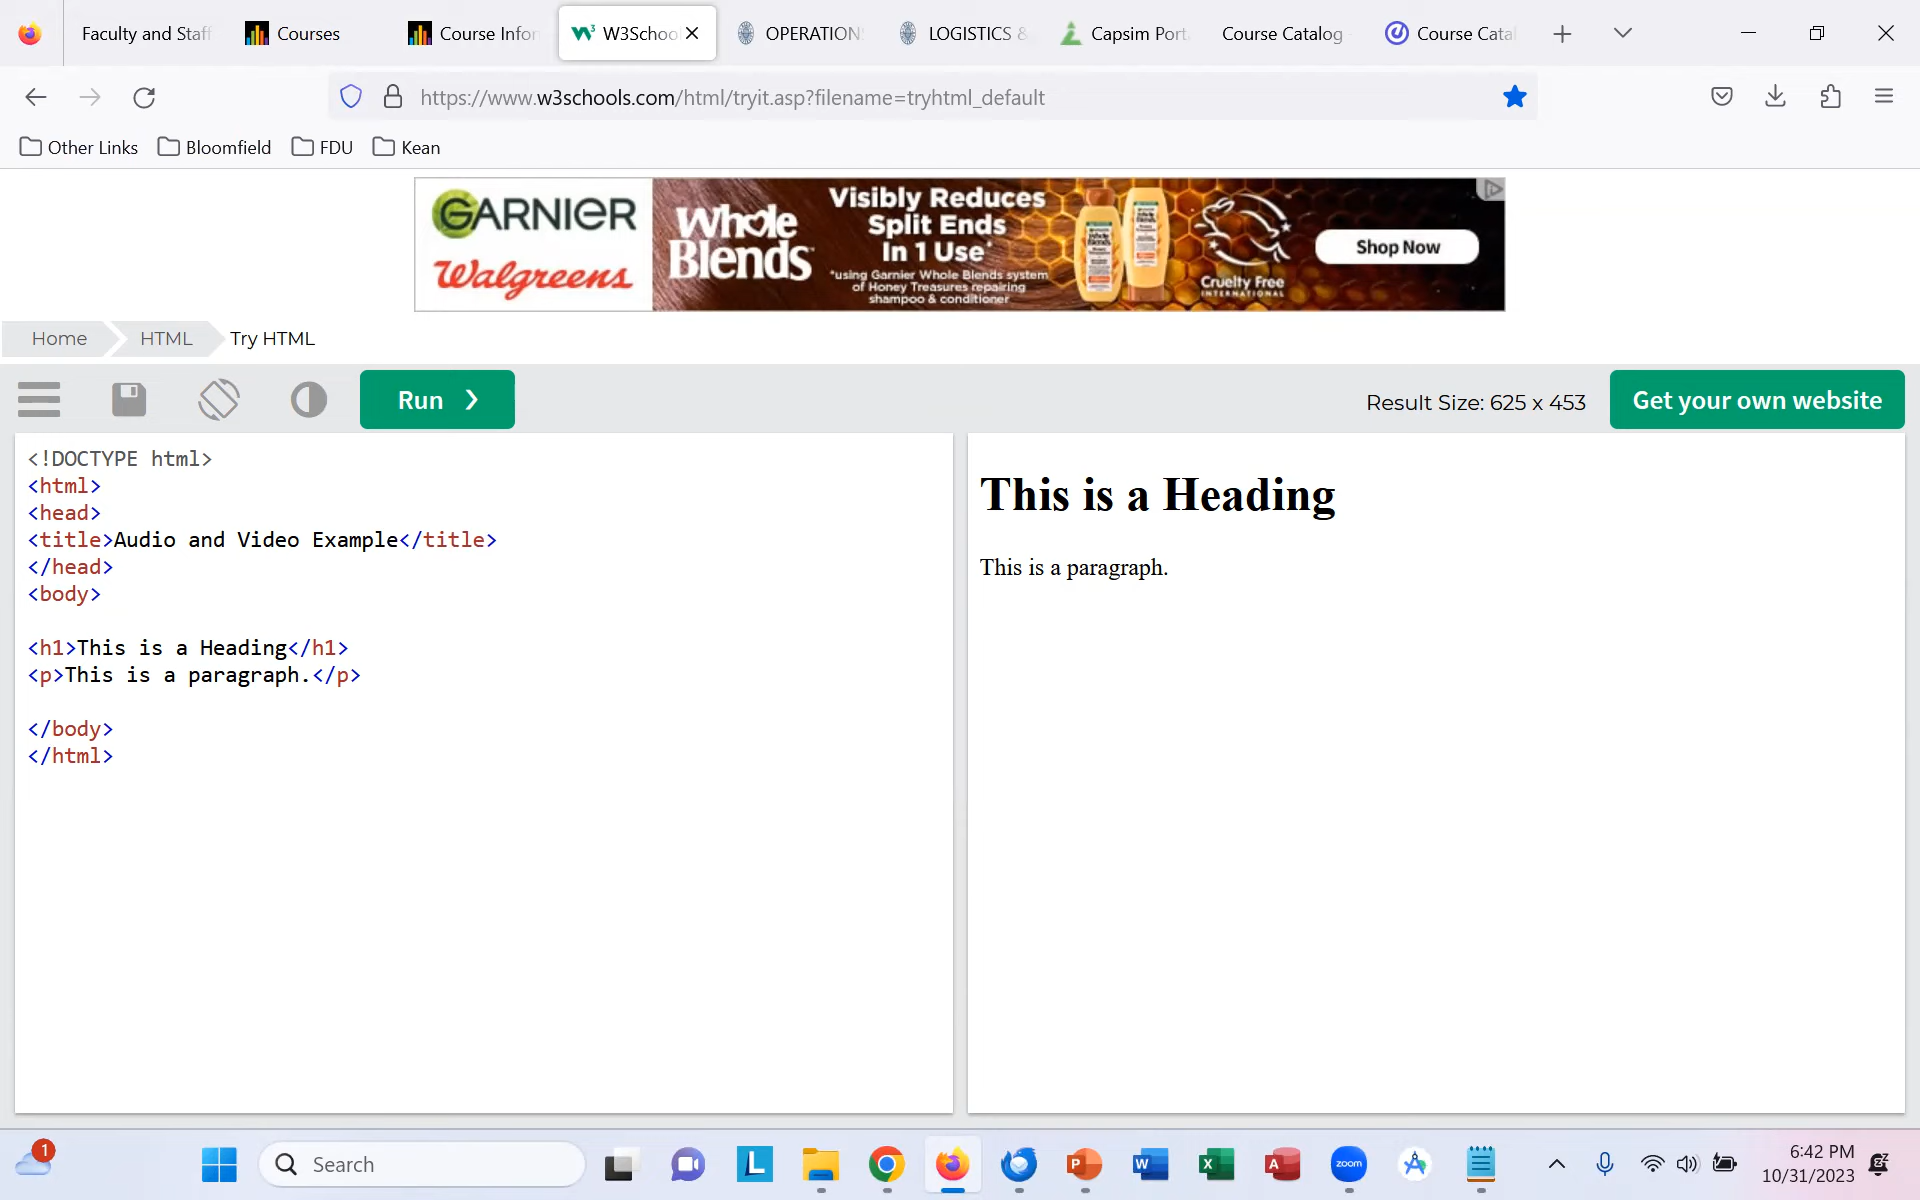 Faculty and Staff
Courses
Course Infor
W3Schoo
OPERATION
LOGISTICS &
Capsim Port
Course Catalog
Course Cata
https://www.w3schools.com/html/tryit.asp?filename=tryhtml_default
Other Links
Bloomfield
FDU
Kean
GARNIER
Walgreens
Whole
Blends
Visibly Reduces
Split Ends
In 1 Use*
*using Garnier Whole Blends system
of Honey Treasures repairing
shampoo & conditioner
Cruelty Free
INTERNATIONAL
Shop Now
Home
HTML
Try HTML
Run
Result Size: 625 x 453
Get your own website
<!DOCTYPE html>
<html>
<head>
<title>Audio and Video Example</title>
</head>
<body>
<h1>This is a Heading</h1>
<p>This is a paragraph.</p>
</body>
</html>
This is a Heading
This is a paragraph.
1
Search
L
P
W
X
A
zoom
6:42 PM
10/31/2023